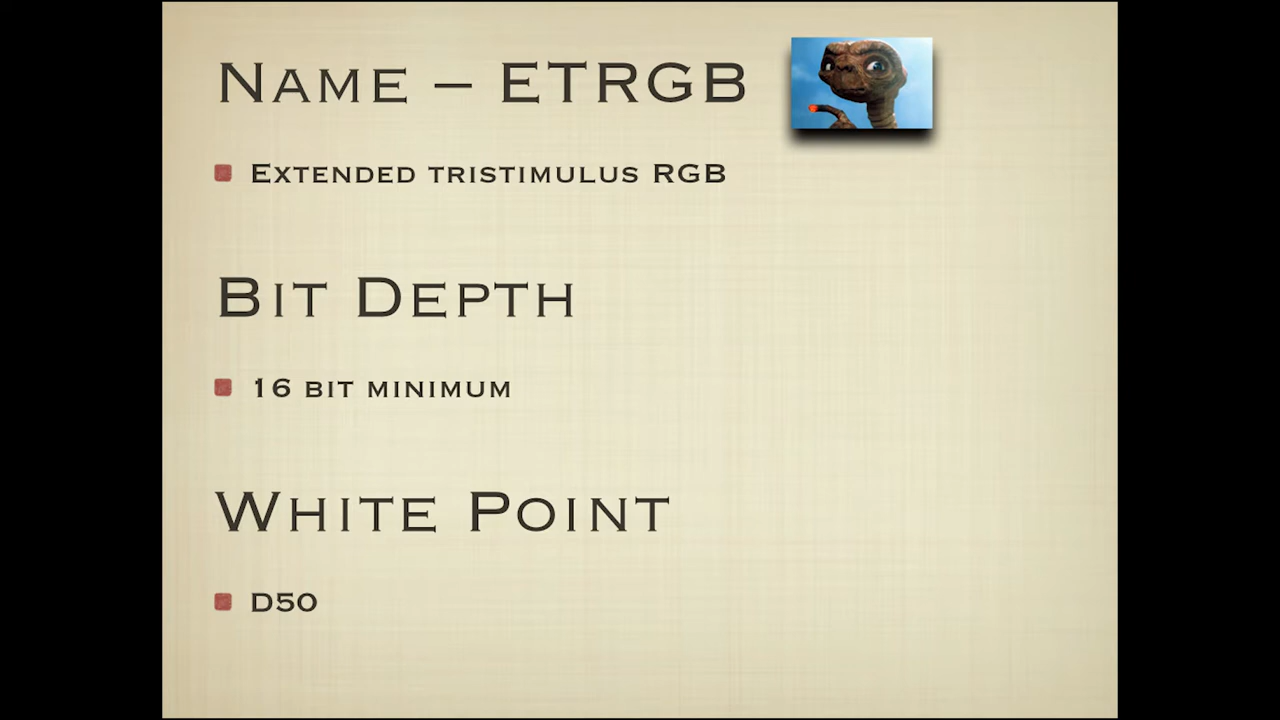 Name – ETRGB
Extended tristimulus RGB
Bit Depth
16 bit minimum
White Point
D50